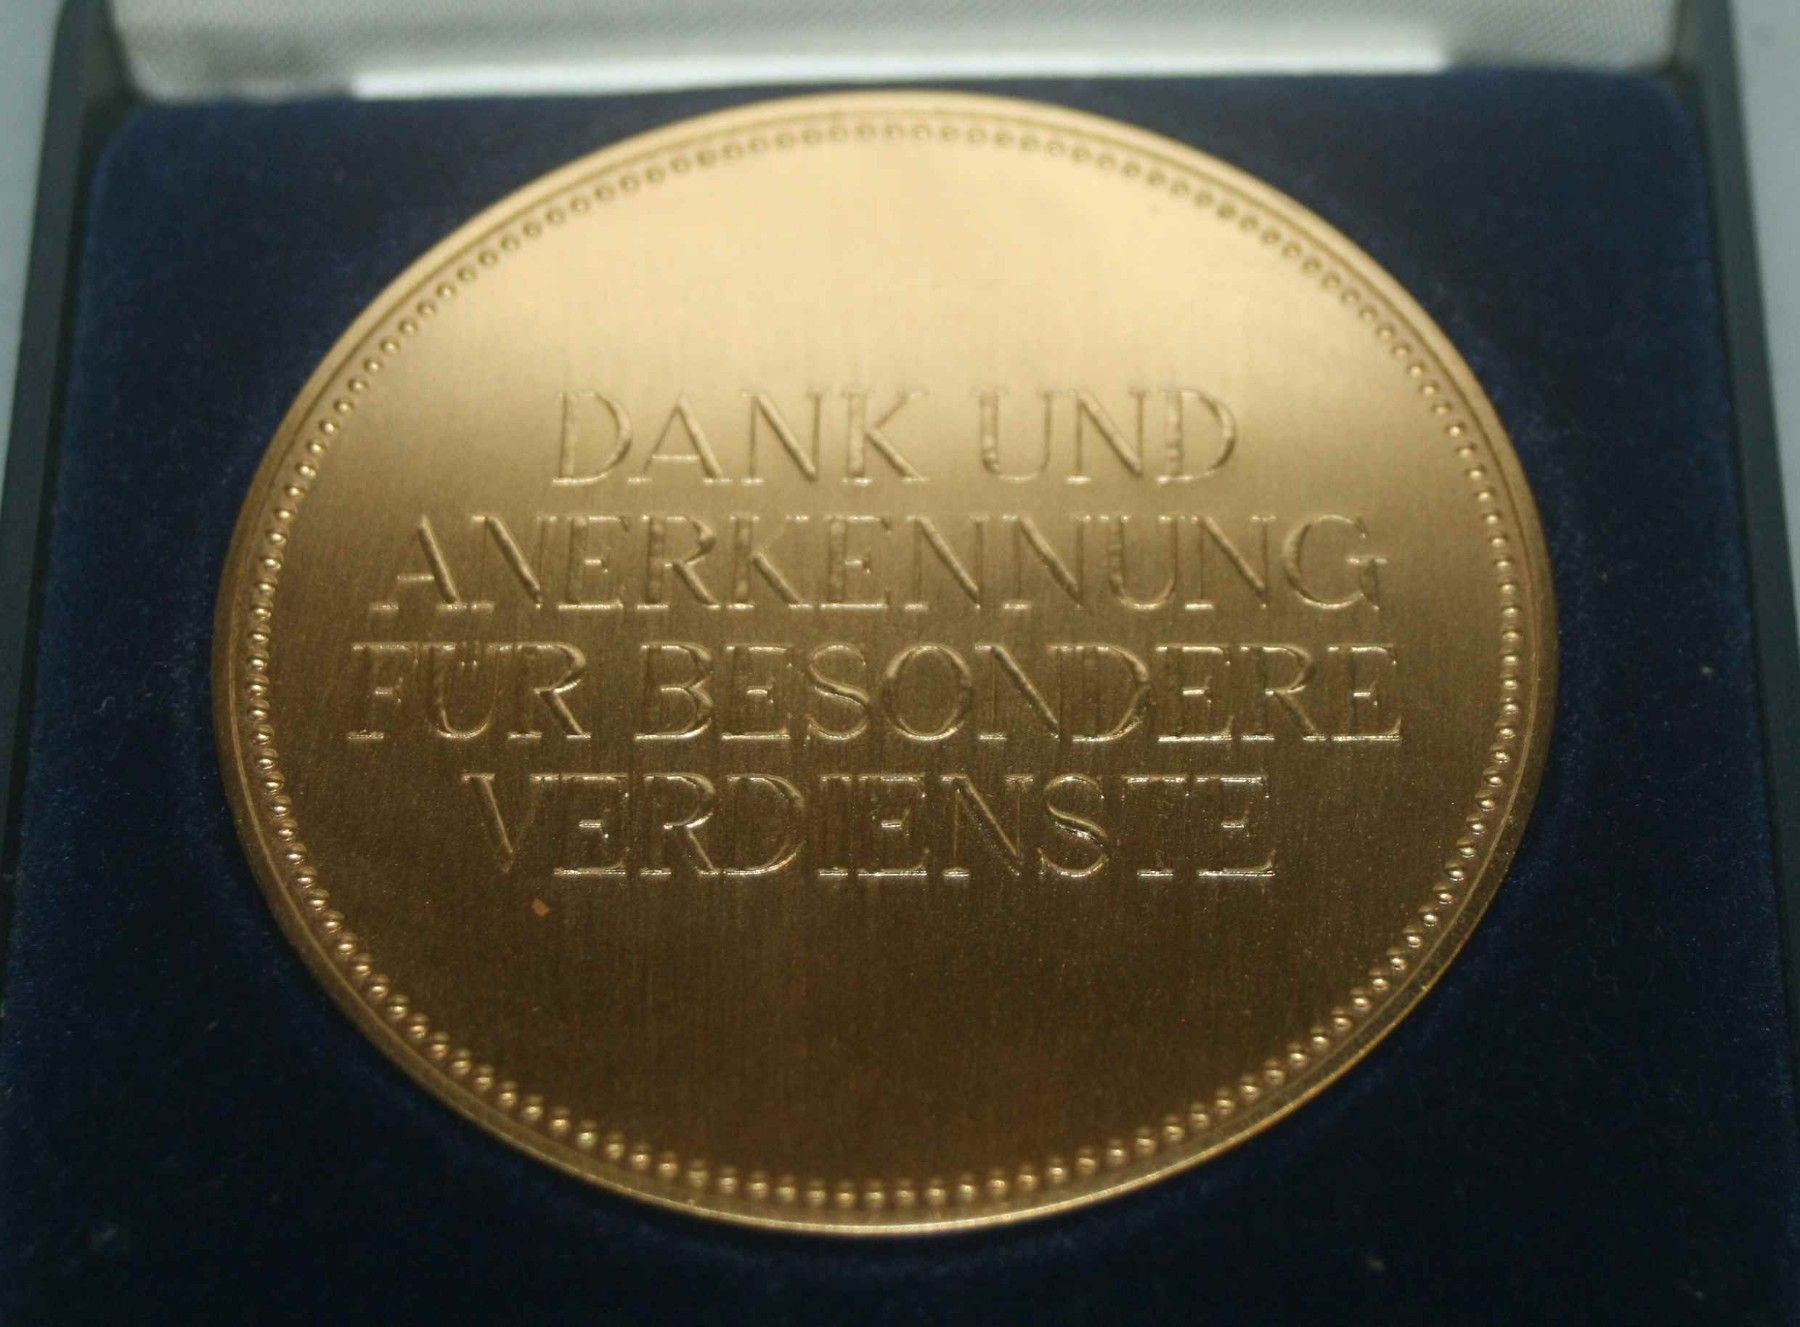 DANK UND
ANERKENNUNG
FÜR BESONDERE
VERDIENSTE